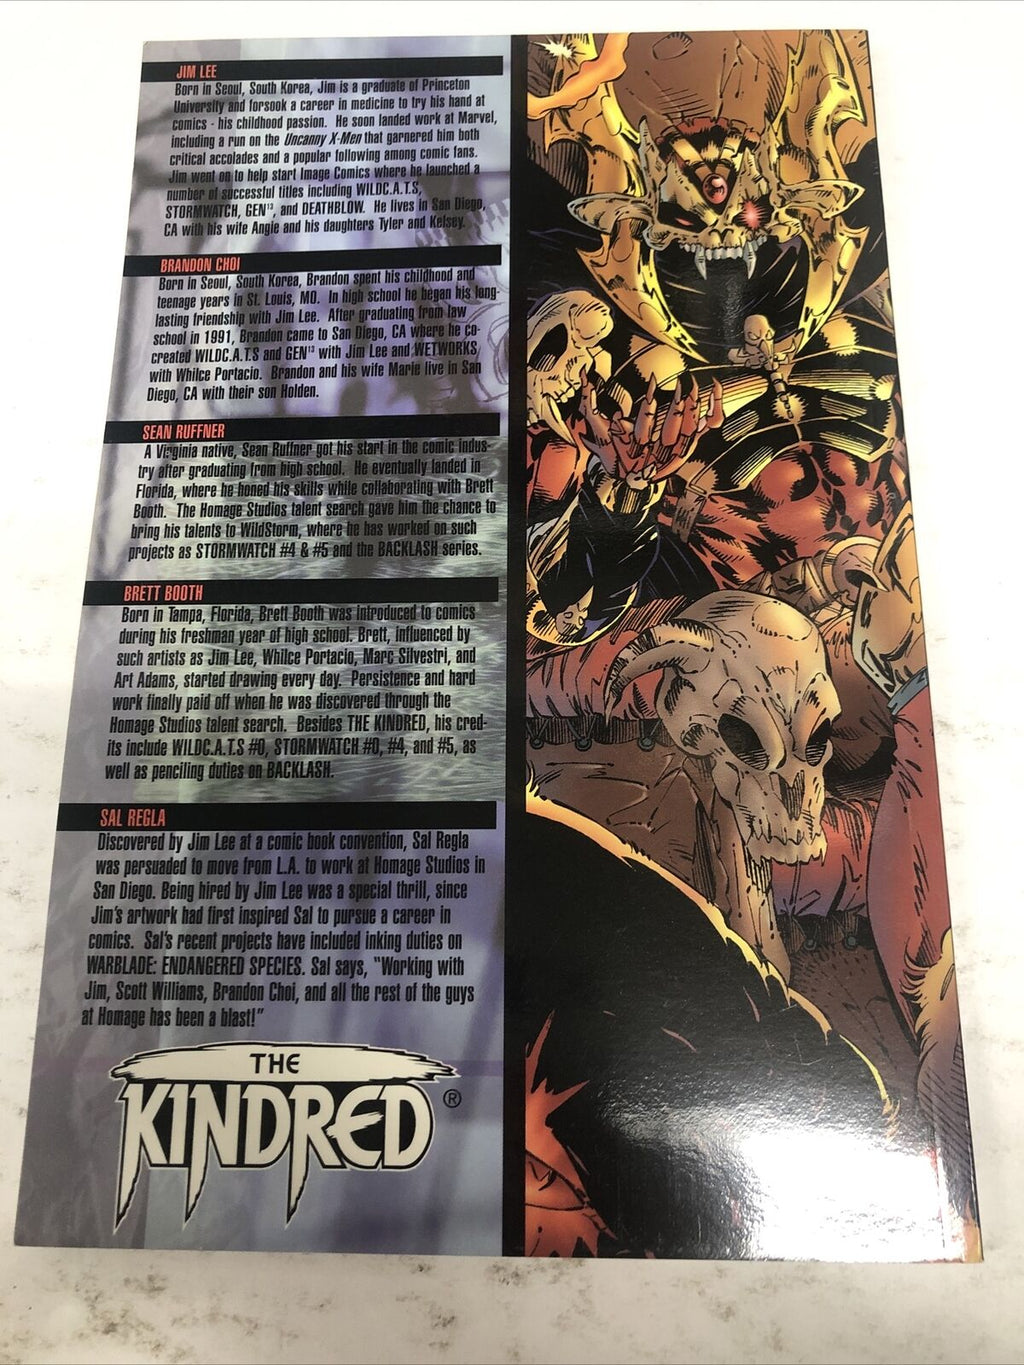 JIM LEE
Born in Seoul, South Korea, Jim is a graduate of Princeton
University and forsook a career in medicine to try his hand at
comics - his childhood passion. He soon landed work at Marvel,
including a run on the Uncanny X-Men that garnered him both
critical accolades and a popular following among comic fans.
Jim went on to help start Image Comics where he launched a
number of successful titles including WILDC.A.T.S,
STORMWATCH, GEN¹³, and DEATHBLOW. He lives in San Diego,
CA with his wife Angie and his daughters Tyler and Kelsey.
BRANDON CHOI
Born in Seoul, South Korea, Brandon spent his childhood and
teenage years in St. Louis, MO. In high school he began his long-
lasting friendship with Jim Lee. After graduating from law
school in 1991, Brandon came to San Diego, CA where he co-
created WILDC.A.T.S and GEN¹³ with Jim Lee and WETWORKS
with Whilce Portacio. Brandon and his wife Marie live in San
Diego, CA with their son Holden.
SEAN RUFFNER
A Virginia native, Sean Ruffner got his start in the comic indus-
try after graduating from high school. He eventually landed in
Florida, where he honed his skills while collaborating with Brett
Booth. The Homage Studios talent search gave him the chance to
bring his talents to WildStorm, where he has worked on such
projects as STORMWATCH #4 & #5 and the BACKLASH series.
BRETT BOOTH
Born in Tampa, Florida, Brett Booth was introduced to comics
during his freshman year of high school. Brett, influenced by
such artists as Jim Lee, Whilce Portacio, Marc Silvestri, and
Art Adams, started drawing every day. Persistence and hard
work finally paid off when he was discovered through the
Homage Studios talent search. Besides THE KINDRED, his cred-
its include WILDC.A.T.S #0, STORMWATCH #0, #4, and #5, as
well as penciling duties on BACKLASH.
SAL REGLA
Discovered by Jim Lee at a comic book convention, Sal Regla
was persuaded to move from L.A. to work at Homage Studios in
San Diego. Being hired by Jim Lee was a special thrill, since
Jim's artwork had first inspired Sal to pursue a career in
comics. Sal's recent projects have included inking duties on
WARBLADE: ENDANGERED SPECIES. Sal says, "Working with
Jim, Scott Williams, Brandon Choi, and all the rest of the guys
at Homage has been a blast!"
THE
KINDRED®